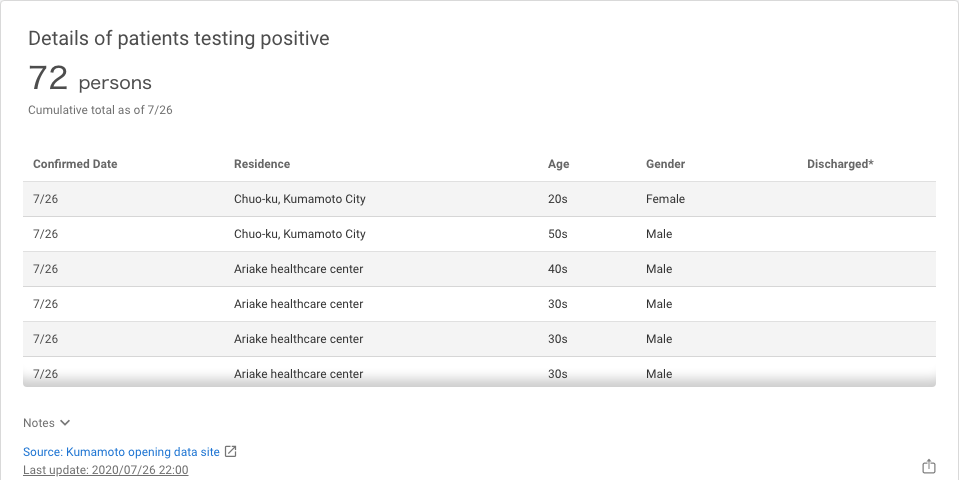 Details of patients testing positive
72 persons
Cumulative total as of 7/26
Confirmed Date Residence Age Gender Discharged*
7/26 Chuo-ku, Kumamoto City 20s Female
7/26 Chuo-ku, Kumamoto City 50s Male
7/26 Ariake healthcare center 40s Male
7/26 Ariake healthcare center 30s Male
7/26 Ariake healthcare center 30s Male
7/26 Ariake healthcare center 30s Male
Notes
Source: Kumamoto opening data site
Last update: 2020/07/26 22:00